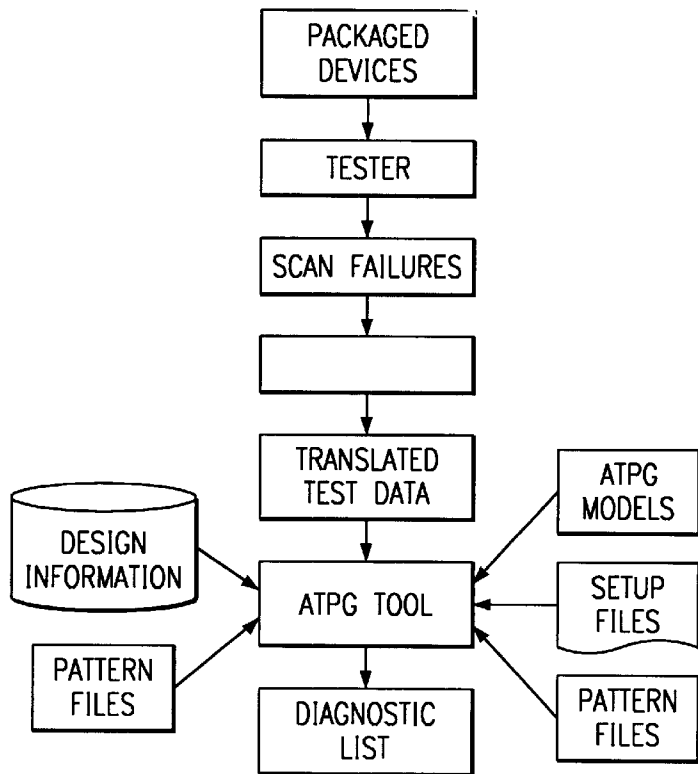 PACKAGED
DEVICES
TESTER
SCAN FAILURES
TRANSLATED
TEST DATA
DESIGN
INFORMATION
ATPG
MODELS
ATPG TOOL
SETUP
FILES
PATTERN
FILES
DIAGNOSTIC
LIST
PATTERN
FILES